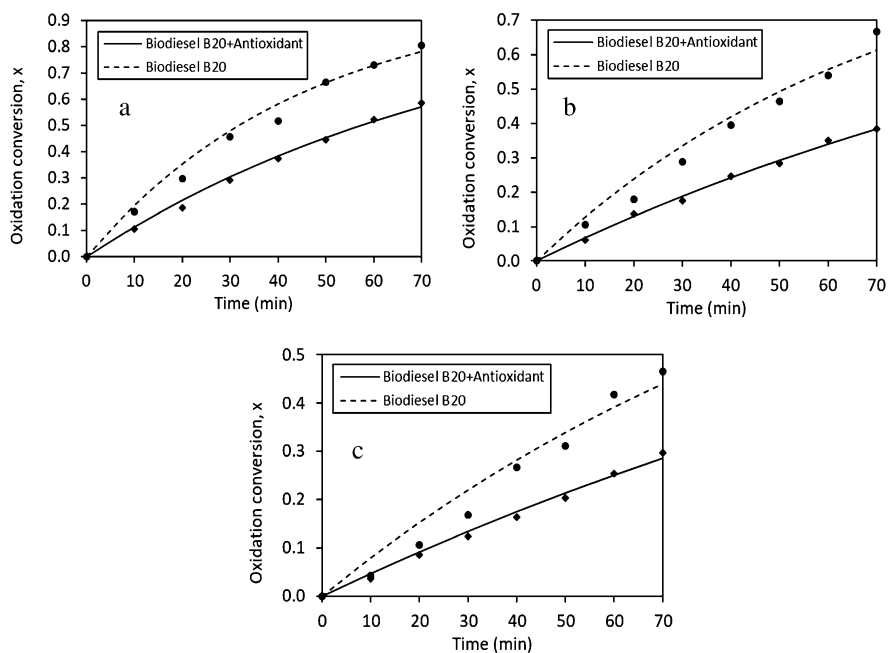 Oxidation conversion, x
0.9
0.8
0.7
0.6
0.5
0.4
0.3
0.2
0.1
0.0
Biodiesel B20+Antioxidant
Biodiesel B20
a
0 10 20 30 40 50 60 70
Time (min)
Oxidation conversion, x
0.7
0.6
0.5
0.4
0.3
0.2
0.1
0.0
Biodiesel B20+Antioxidant
Biodiesel B20
b
0 10 20 30 40 50 60 70
Time (min)
Oxidation conversion, x
0.5
0.4
0.3
0.2
0.1
0.0
Biodiesel B20+Antioxidant
Biodiesel B20
c
0 10 20 30 40 50 60 70
Time (min)